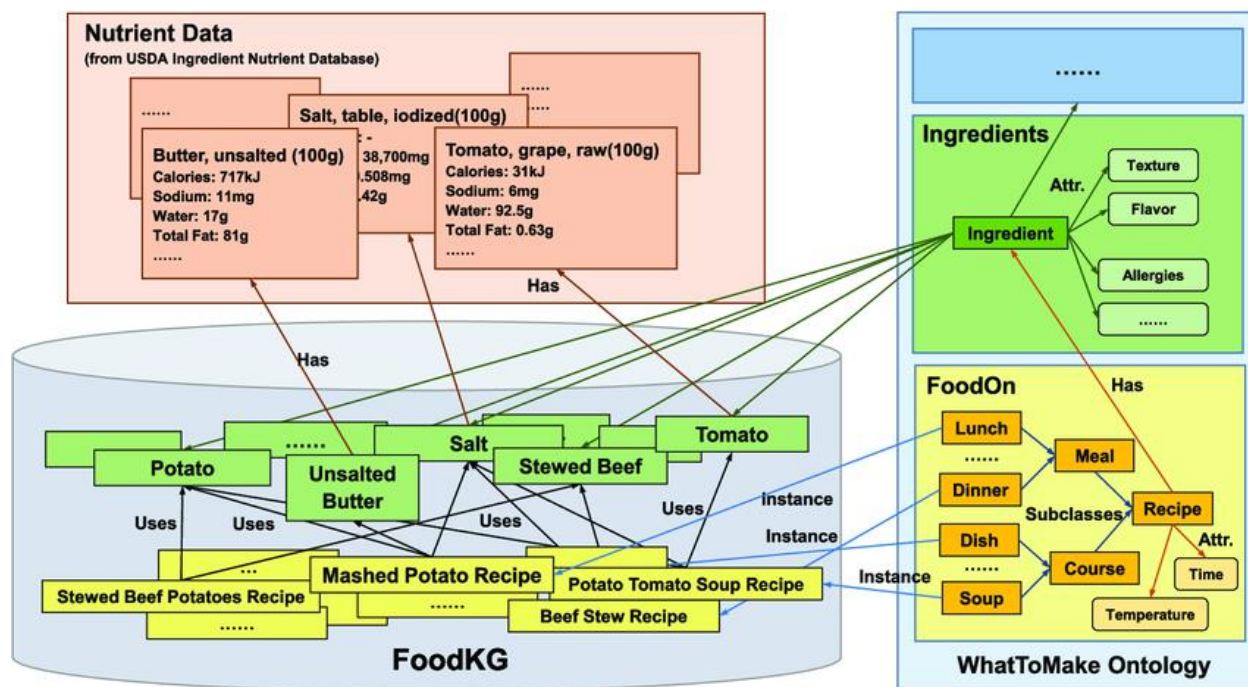 Nutrient Data
(from USDA Ingredient Nutrient Database)
......
......
......
Salt, table, iodized(100g)
: -
38,700mg
.508mg
.42g
Butter, unsalted (100g)
Calories: 717kJ
Sodium: 11mg
Water: 17g
Total Fat: 81g
......
Tomato, grape, raw(100g)
Calories: 31kJ
Sodium: 6mg
Water: 92.5g
Total Fat: 0.63g
......
Has
Has
......
Salt
Tomato
Potato
Unsalted
Butter
Stewed Beef
Uses
Uses
Uses
Uses
...
Mashed Potato Recipe
Potato Tomato Soup Recipe
Stewed Beef Potatoes Recipe
......
Beef Stew Recipe
......
FoodKG
Instance
Instance
Instance
......
Ingredients
Attr.
Texture
Flavor
Ingredient
Allergies
......
FoodOn
Has
Lunch
......
Meal
Dinner
Subclasses
Recipe
Dish
......
Course
Attr.
Soup
Time
Temperature
WhatToMake Ontology